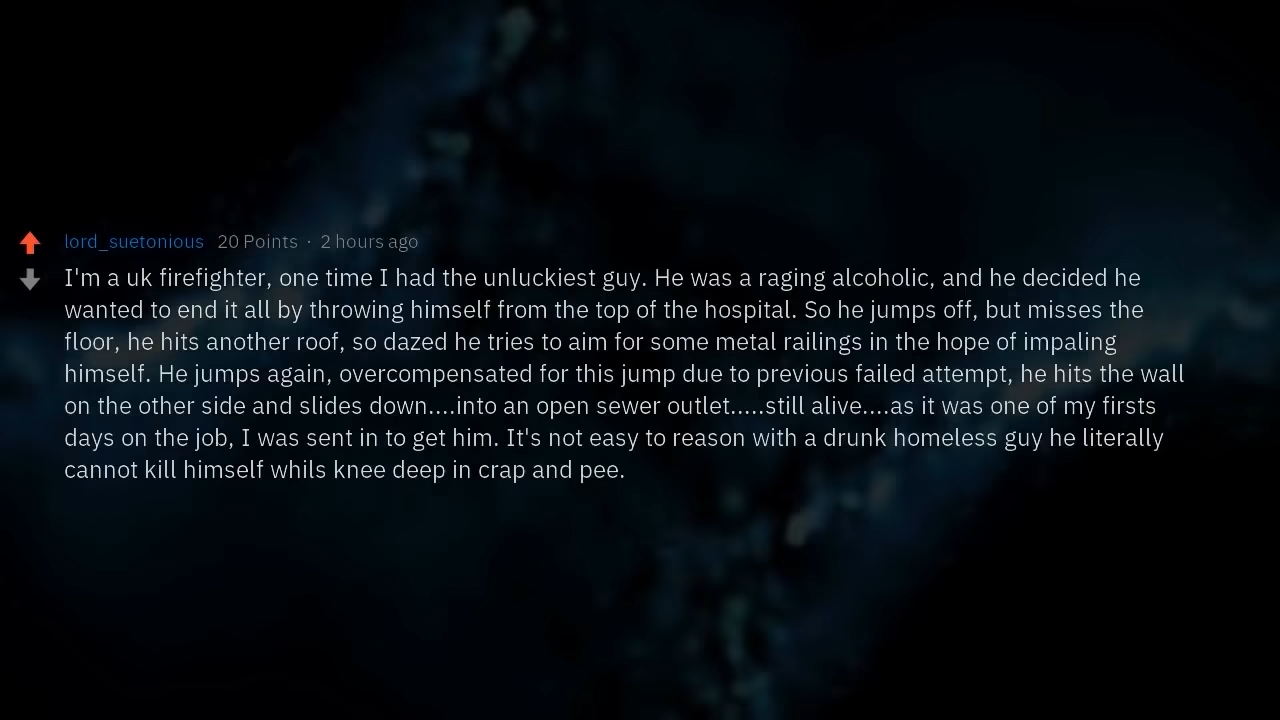 lord_suetonious 20 Points · 2 hours ago
I'm a uk firefighter, one time I had the unluckiest guy. He was a raging alcoholic, and he decided he
wanted to end it all by throwing himself from the top of the hospital. So he jumps off, but misses the
floor, he hits another roof, so dazed he tries to aim for some metal railings in the hope of impaling
himself. He jumps again, overcompensated for this jump due to previous failed attempt, he hits the wall
on the other side and slides down....into an open sewer outlet.....still alive....as it was one of my firsts
days on the job, I was sent in to get him. It's not easy to reason with a drunk homeless guy he literally
cannot kill himself whils knee deep in crap and pee.